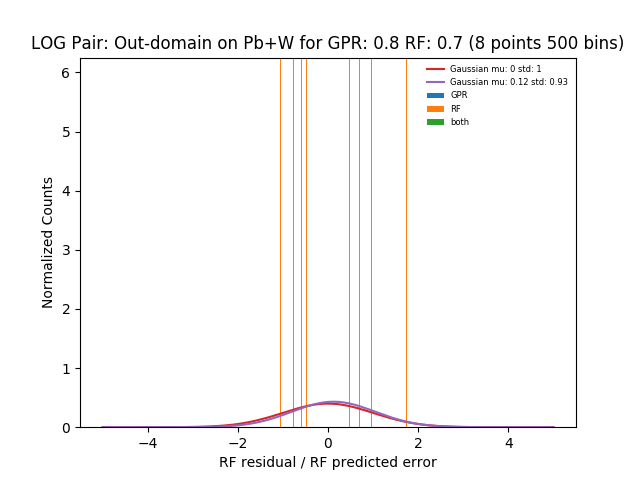 LOG Pair: Out-domain on Pb+W for GPR: 0.8 RF: 0.7 (8 points 500 bins)
Gaussian mu: 0 std: 1
Gaussian mu: 0.12 std: 0.93
GPR
RF
both
Normalized Counts
6
5
4
3
2
1
0
−4 −2 0 2 4
RF residual / RF predicted error